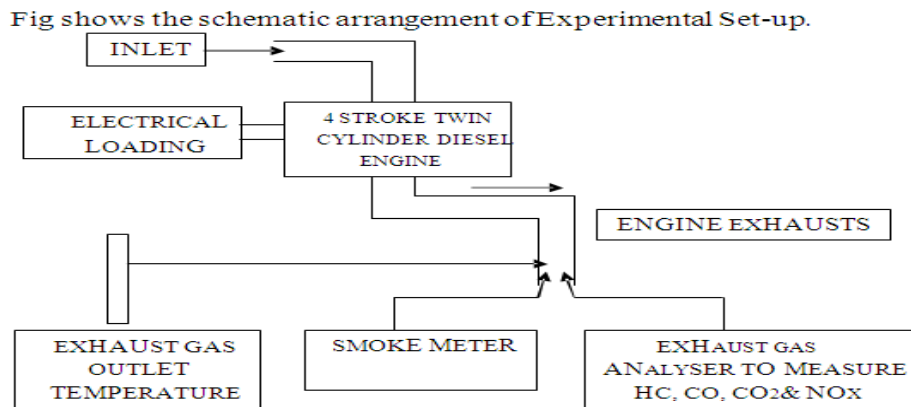 Fig shows the schematic arrangement of Experimental Set-up.
INLET
ELECTRICAL
LOADING
4 STROKE TWIN
CYLINDER DIESEL
ENGINE
ENGINE EXHAUSTS
EXHAUST GAS
OUTLET
TEMPERATURE
SMOKE METER
EXHAUST GAS
ANALYSER TO MEASURE
HC, CO, CO2& NOx